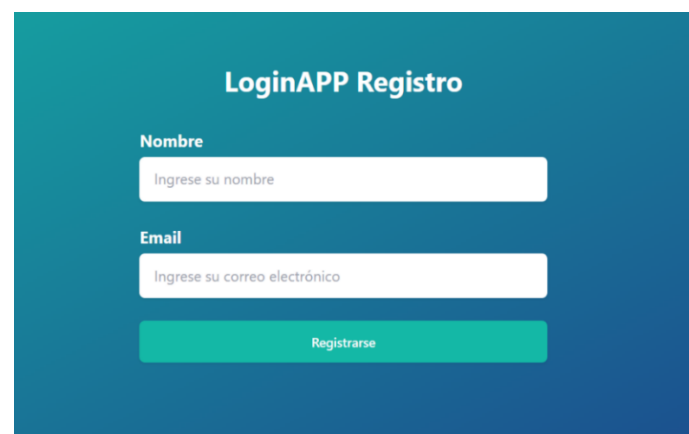 LoginAPP Registro
Nombre
Ingrese su nombre
Email
Ingrese su correo electrónico
Registrarse